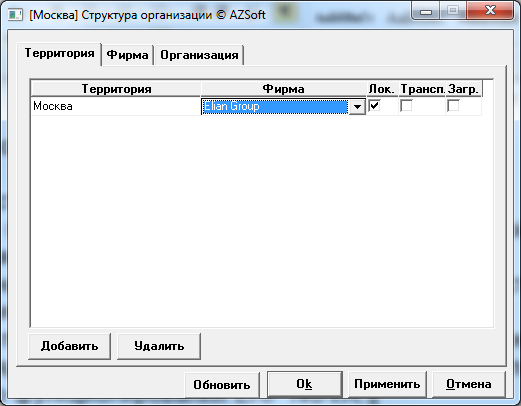 [Москва] Структура организации © AZSoft
Территория Фирма Организация
Территория Фирма Лок. Трансп. Загр.
Москва Elian Group
Добавить Удалить
Обновить Ok Применить Отмена